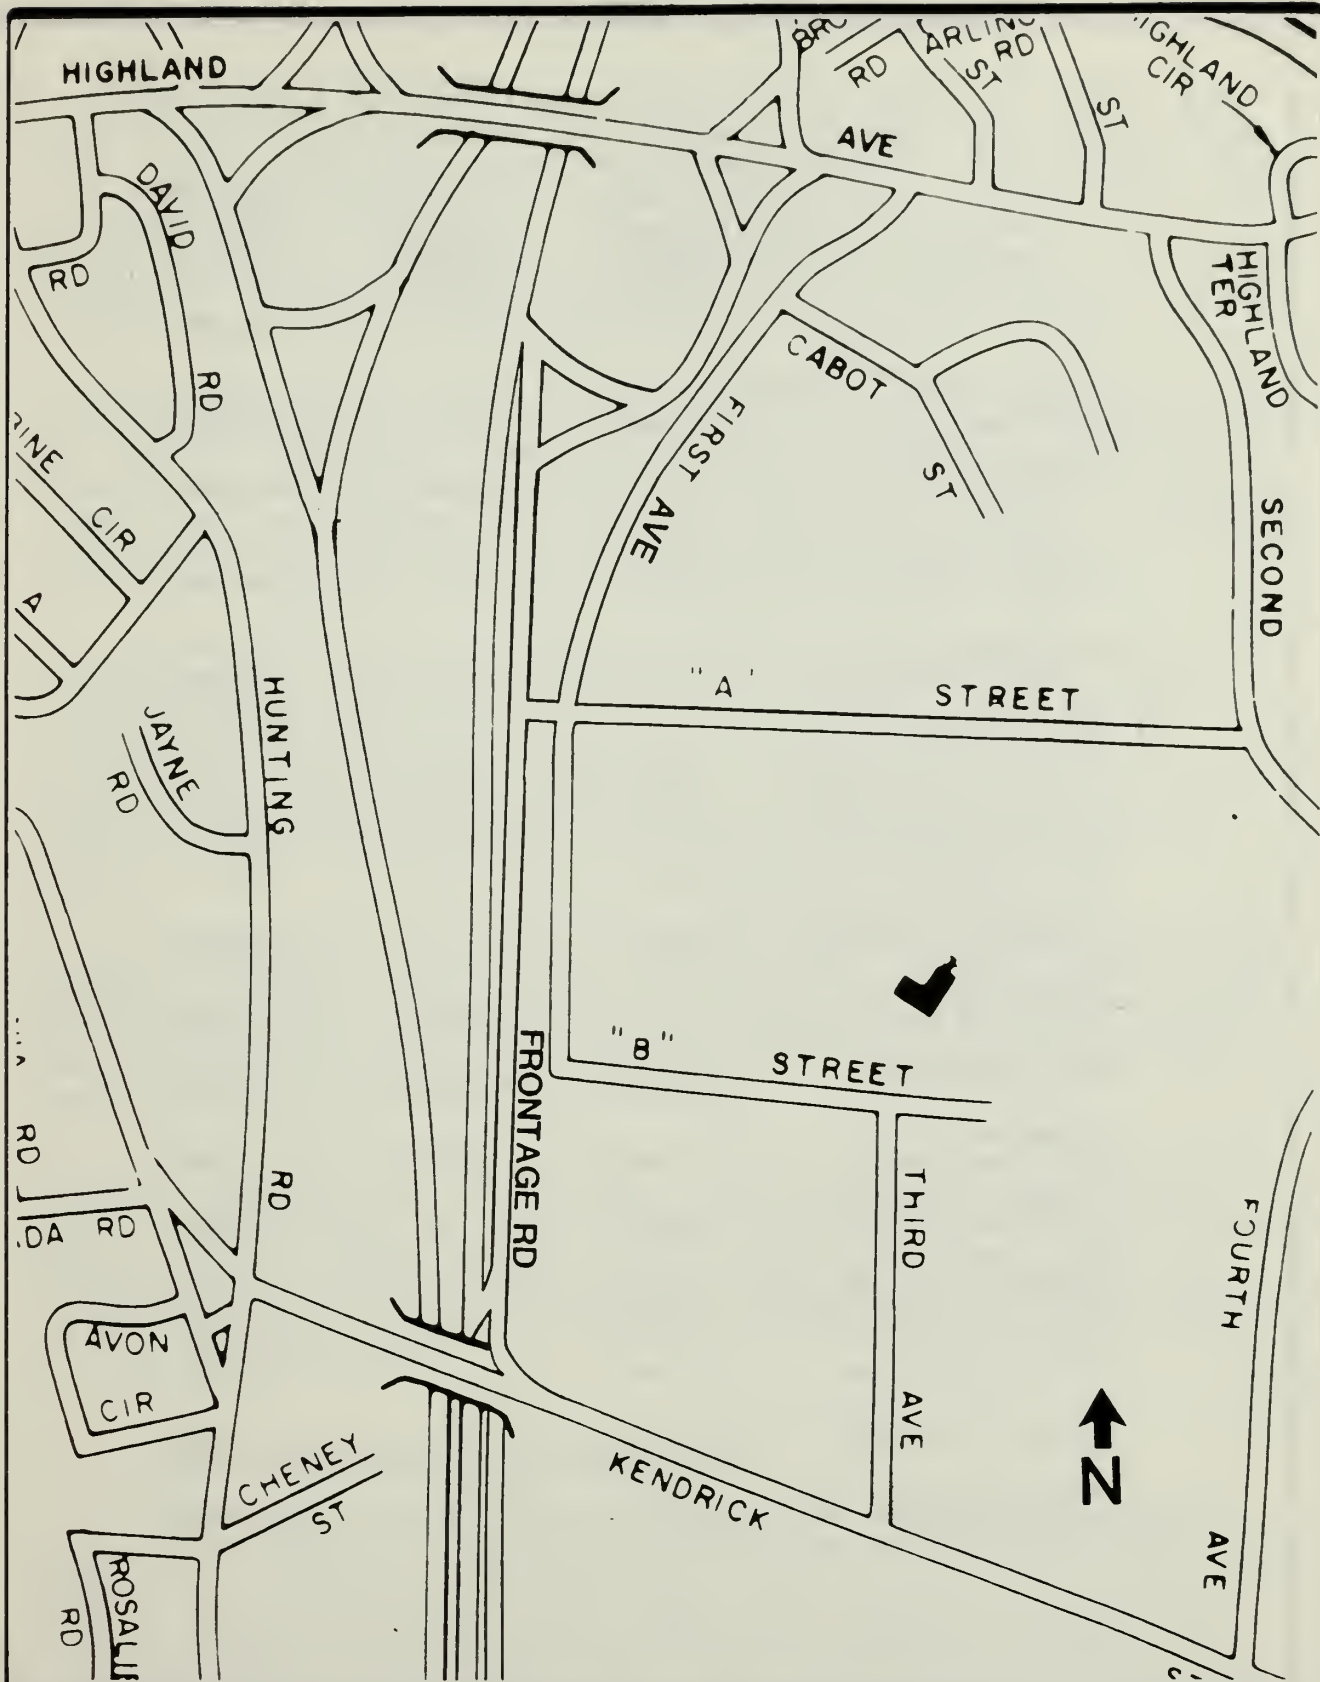 HIGHLAND
RD
ARLING
RD
ST
ST
HIGHLAND
CIR
AVE
DAVID
RD
RD
HIGHLAND
TER
CABOT
ST
FIRST AVE
CIR
SECOND
A
"A'
STREET
HUNTING
JAYNE
RD
"B"
STREET
FRONTAGE RD
RD
RD
THIRD
AVE
FOURTH
AVE
RD
AVON
CIR
KENDRICK
N
CHENEY
ST
ROSALIE
RD